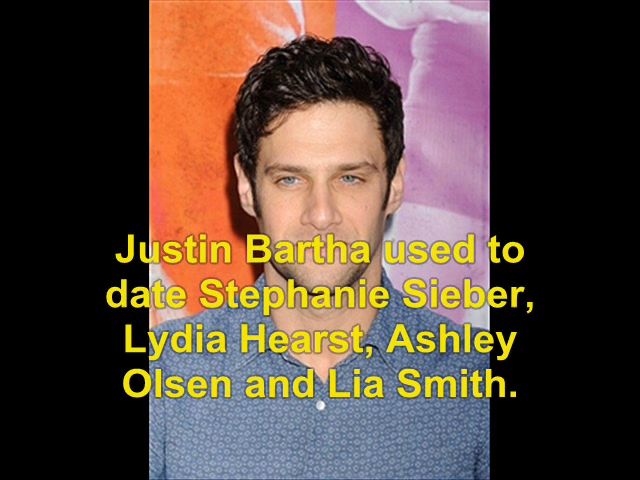 Justin Bartha used to
date Stephanie Sieber,
Lydia Hearst, Ashley
Olsen and Lia Smith.